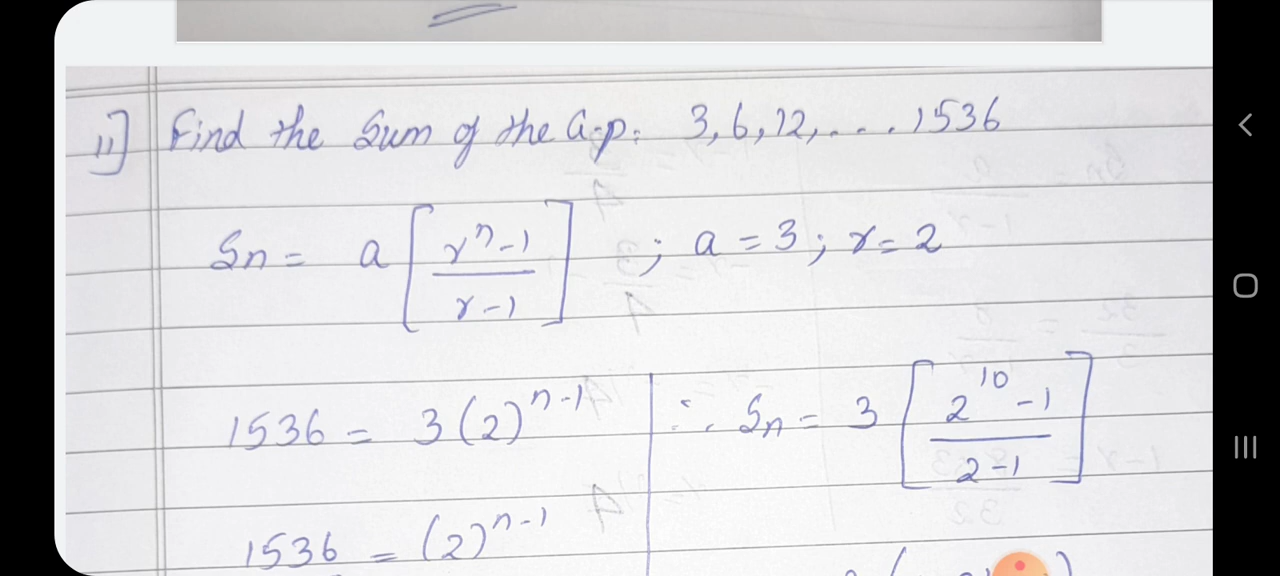 11] Find the Sum of the G.p. 3, 6, 12, . . . . 1536
Sn = a [ r^n - 1 / r - 1 ] ; a = 3 ; r = 2
1536 = 3 (2)^n-1
1536 = (2)^n-1
∴ Sn = 3 [ 2^10 - 1 / 2 - 1 ]